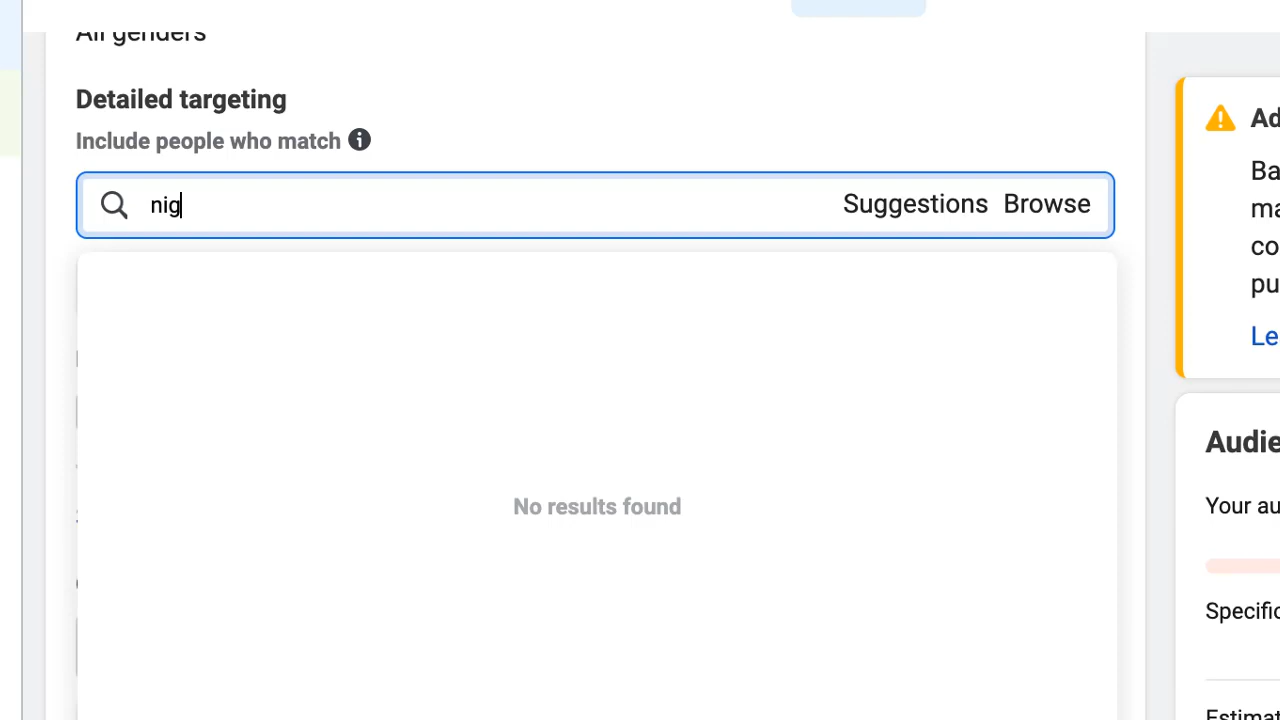 All genders
Detailed targeting
Include people who match
nig
Suggestions Browse
No results found
Ad
Ba
ma
co
pu
Le
Audie
Your au
Specific
Estimat